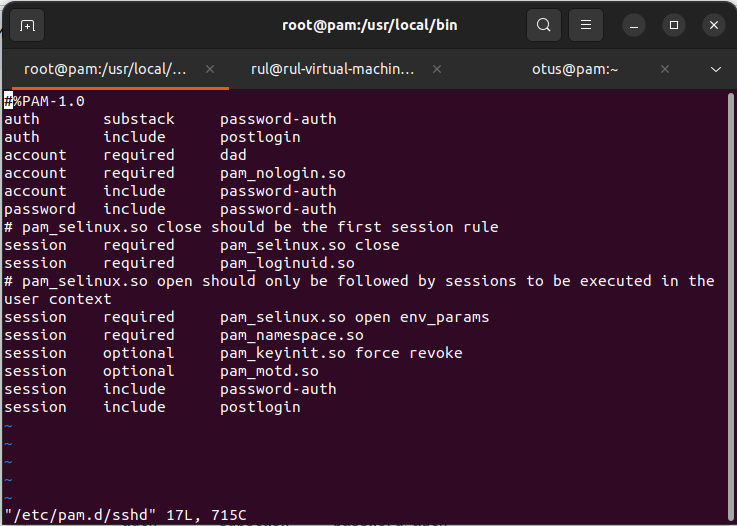 root@pam:/usr/local/bin
root@pam:/usr/local/...
rul@rul-virtual-machin...
otus@pam:~
#%PAM-1.0
auth       substack     password-auth
auth       include      postlogin
account    required     dad
account    required     pam_nologin.so
account    include      password-auth
password   include      password-auth
# pam_selinux.so close should be the first session rule
session    required     pam_selinux.so close
session    required     pam_loginuid.so
# pam_selinux.so open should only be followed by sessions to be executed in the
user context
session    required     pam_selinux.so open env_params
session    required     pam_namespace.so
session    optional     pam_keyinit.so force revoke
session    optional     pam_motd.so
session    include      password-auth
session    include      postlogin
~
~
~
~
~
"/etc/pam.d/sshd" 17L, 715C